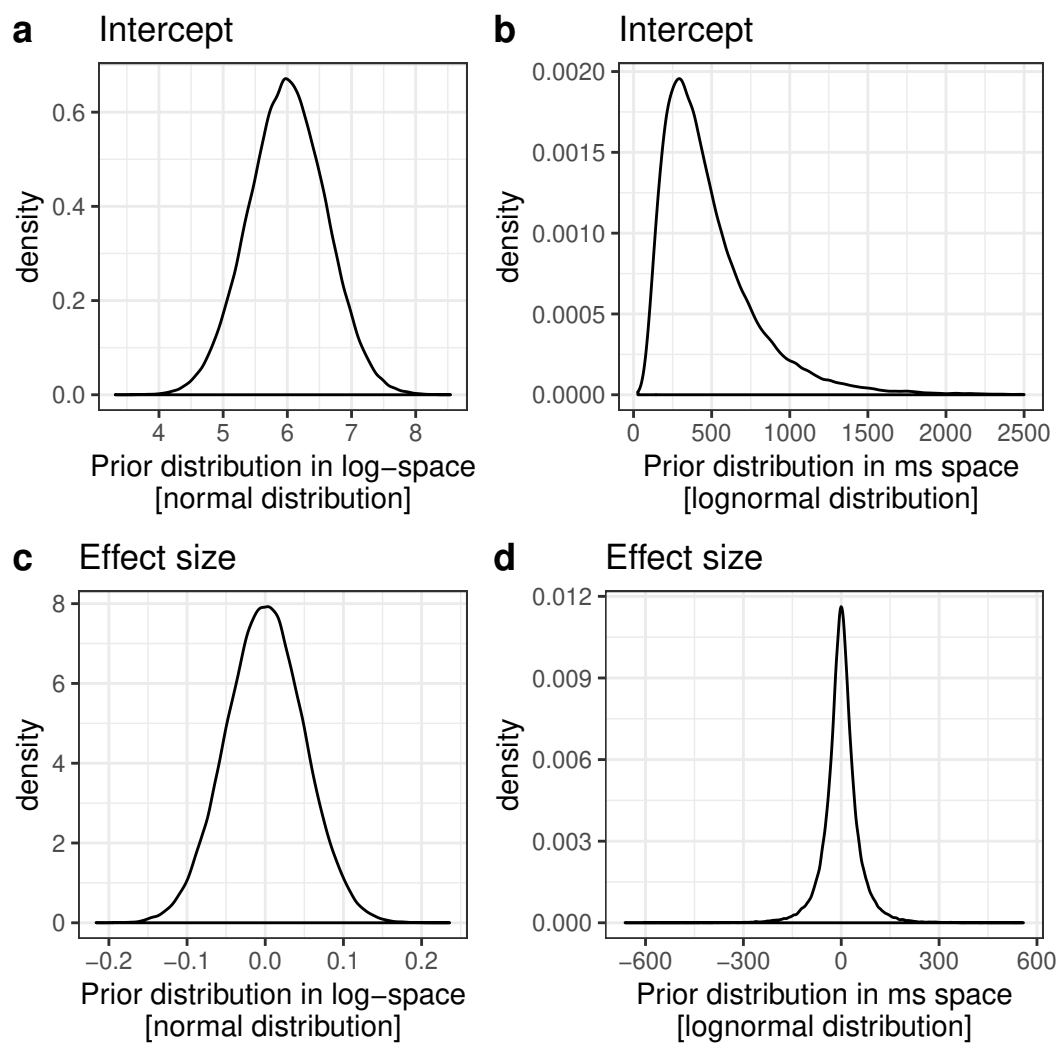 a Intercept
0.6
0.4
0.2
0.0
density
4 5 6 7 8
Prior distribution in log−space
[normal distribution]
b Intercept
0.0020
0.0015
0.0010
0.0005
0.0000
density
0 500 1000 1500 2000 2500
Prior distribution in ms space
[lognormal distribution]
c Effect size
8
6
4
2
0
density
−0.2 −0.1 0.0 0.1 0.2
Prior distribution in log−space
[normal distribution]
d Effect size
0.012
0.009
0.006
0.003
0.000
density
−600 −300 0 300 600
Prior distribution in ms space
[lognormal distribution]